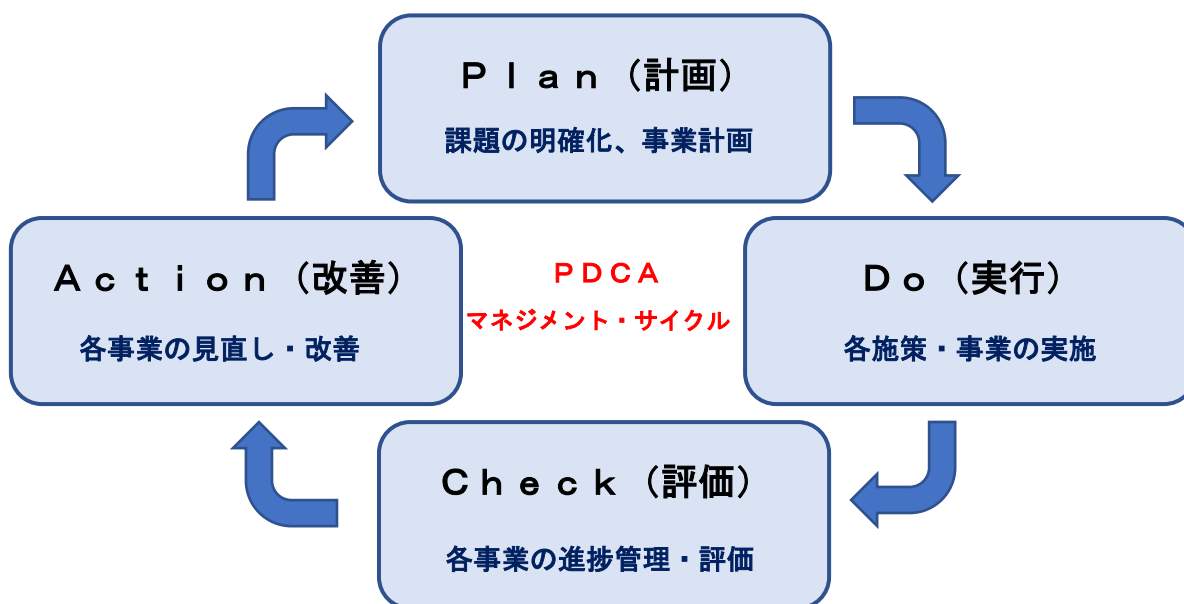 Ｐｌａｎ（計画）
課題の明確化、事業計画
Ａｃｔｉｏｎ（改善）
各事業の見直し・改善
ＰＤＣＡ
マネジメント・サイクル
Ｄｏ（実行）
各施策・事業の実施
Ｃｈｅｃｋ（評価）
各事業の進捗管理・評価